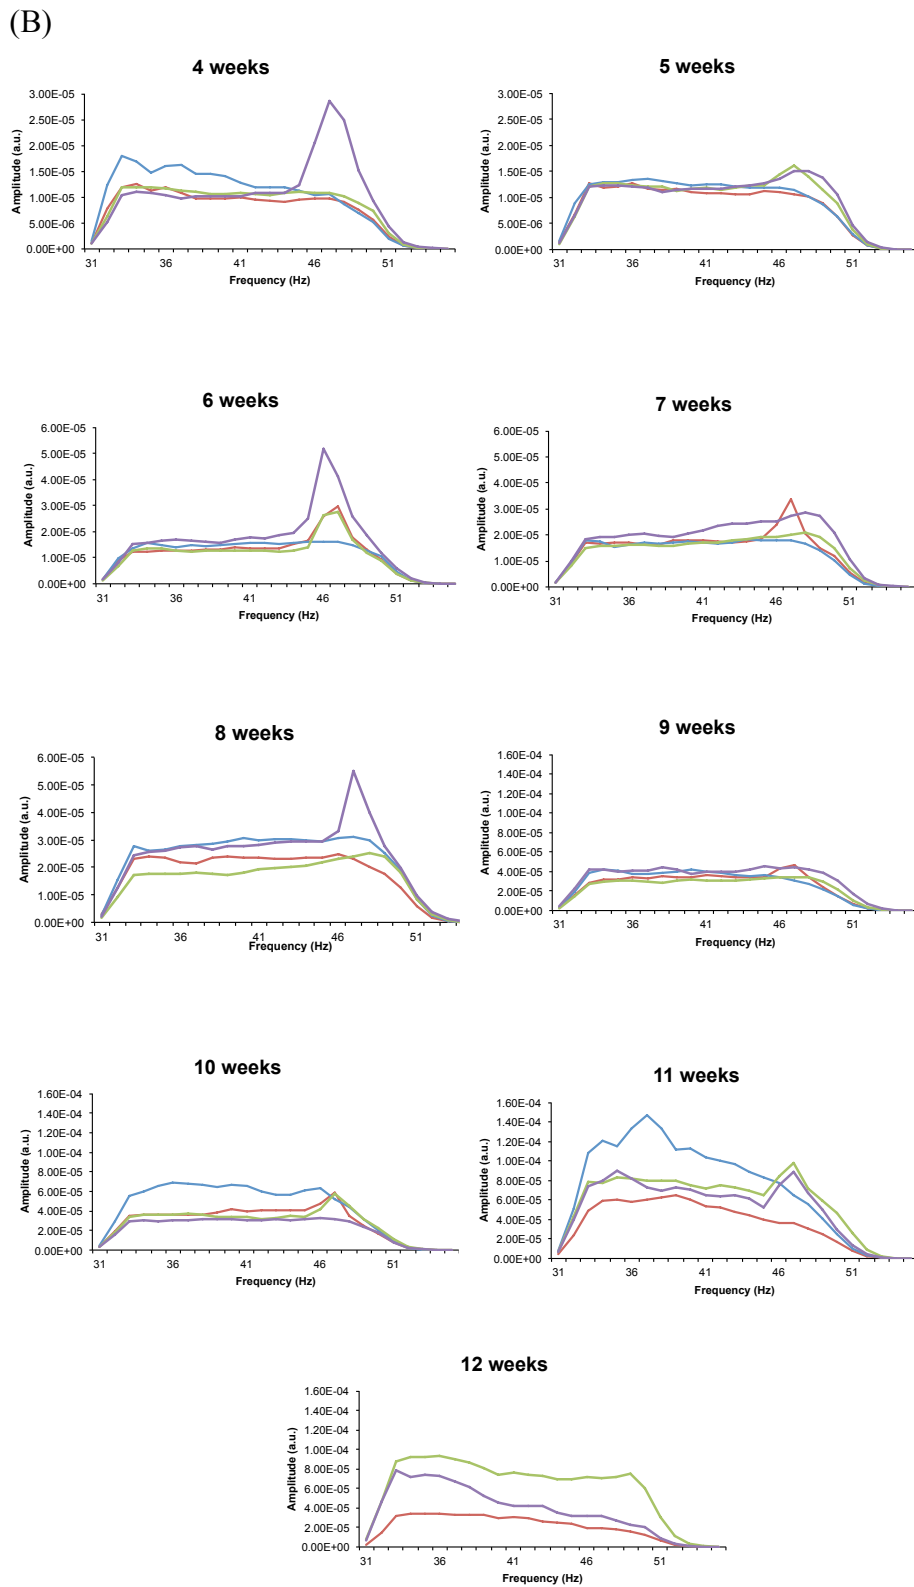 (B)
4 weeks
3.00E-05
2.50E-05
2.00E-05
1.50E-05
1.00E-05
5.00E-06
0.00E+00
Amplitude (a.u.)
31 36 41 46 51
Frequency (Hz)
5 weeks
3.00E-05
2.50E-05
2.00E-05
1.50E-05
1.00E-05
5.00E-06
0.00E+00
Amplitude (a.u.)
31 36 41 46 51
Frequency (Hz)
6 weeks
6.00E-05
5.00E-05
4.00E-05
3.00E-05
2.00E-05
1.00E-05
0.00E+00
Amplitude (a.u.)
31 36 41 46 51
Frequency (Hz)
7 weeks
6.00E-05
5.00E-05
4.00E-05
3.00E-05
2.00E-05
1.00E-05
0.00E+00
Amplitude (a.u.)
31 36 41 46 51
Frequency (Hz)
8 weeks
6.00E-05
5.00E-05
4.00E-05
3.00E-05
2.00E-05
1.00E-05
0.00E+00
Amplitude (a.u.)
31 36 41 46 51
Frequency (Hz)
9 weeks
1.60E-04
1.40E-04
1.20E-04
1.00E-04
8.00E-05
6.00E-05
4.00E-05
2.00E-05
0.00E+00
Amplitude (a.u.)
31 36 41 46 51
Frequency (Hz)
10 weeks
1.60E-04
1.40E-04
1.20E-04
1.00E-04
8.00E-05
6.00E-05
4.00E-05
2.00E-05
0.00E+00
Amplitude (a.u.)
31 36 41 46 51
Frequency (Hz)
11 weeks
1.60E-04
1.40E-04
1.20E-04
1.00E-04
8.00E-05
6.00E-05
4.00E-05
2.00E-05
0.00E+00
Amplitude (a.u.)
31 36 41 46 51
Frequency (Hz)
12 weeks
1.60E-04
1.40E-04
1.20E-04
1.00E-04
8.00E-05
6.00E-05
4.00E-05
2.00E-05
0.00E+00
Amplitude (a.u.)
31 36 41 46 51
Frequency (Hz)